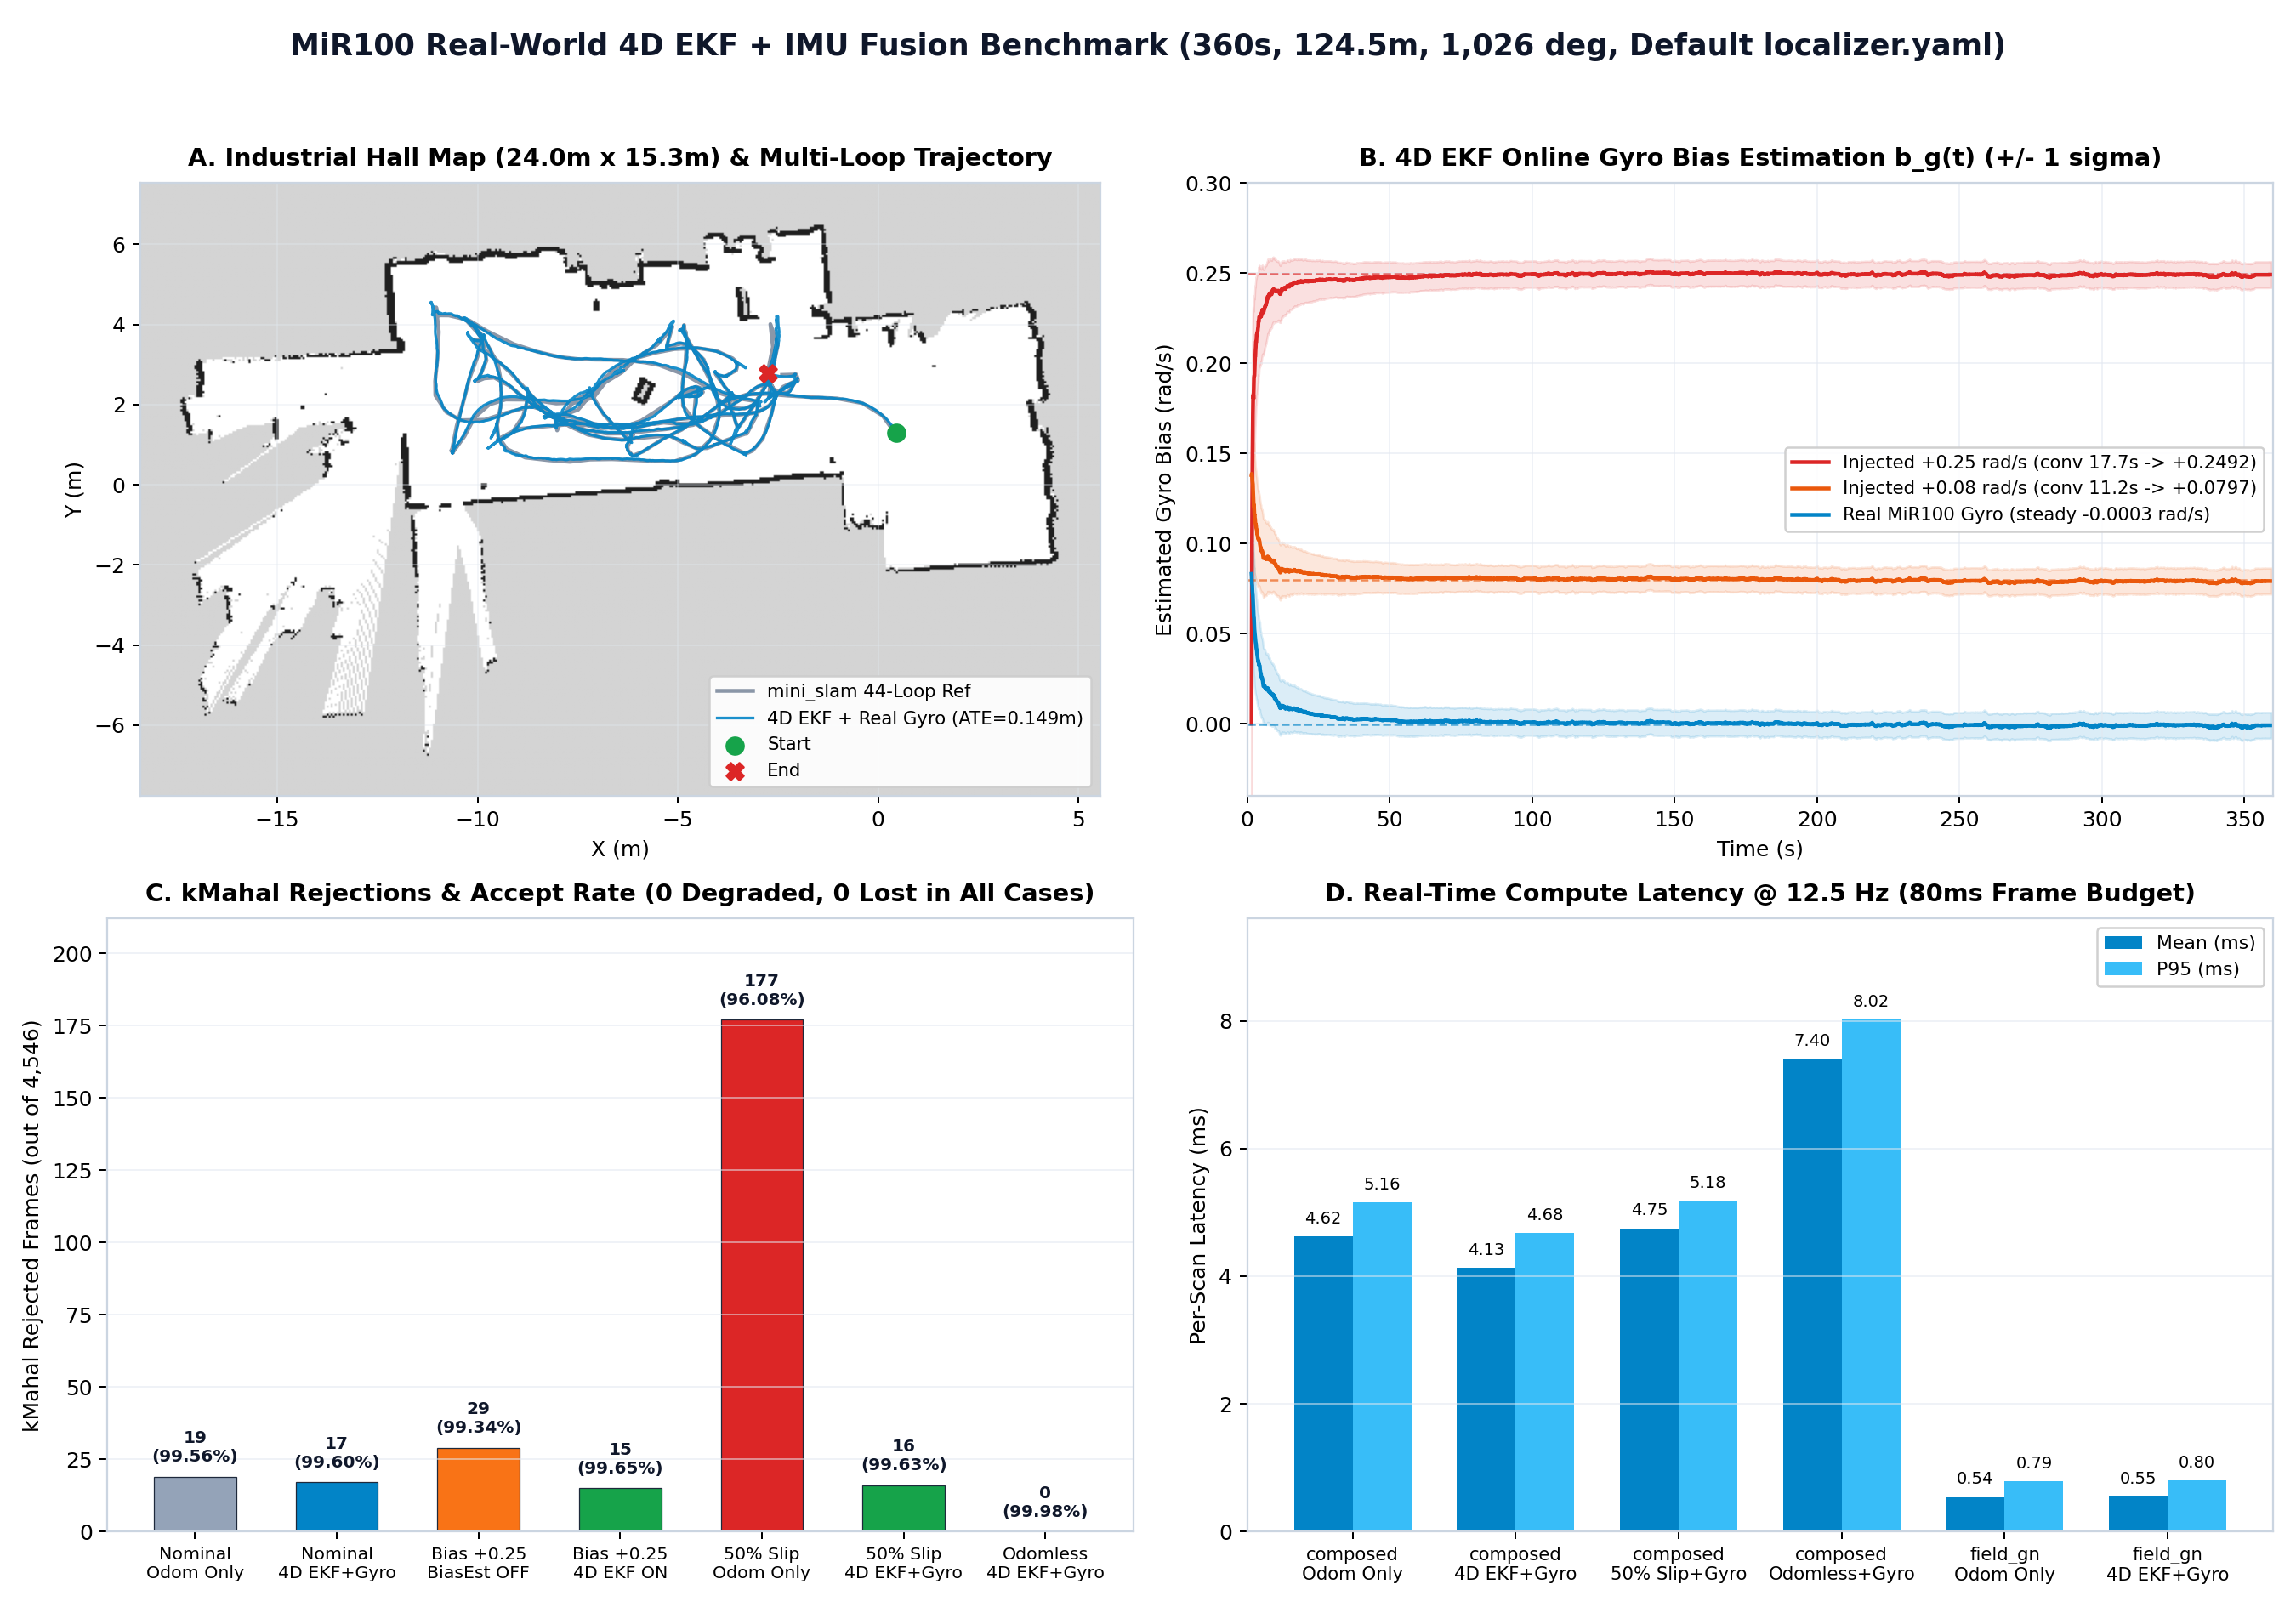 MiR100 Real-World 4D EKF + IMU Fusion Benchmark (360s, 124.5m, 1,026 deg, Default localizer.yaml)
A. Industrial Hall Map (24.0m x 15.3m) & Multi-Loop Trajectory
Y (m)
6
4
2
0
−2
−4
−6
−15
−10
−5
0
5
X (m)
mini_slam 44-Loop Ref
4D EKF + Real Gyro (ATE=0.149m)
Start
End
B. 4D EKF Online Gyro Bias Estimation b_g(t) (+/- 1 sigma)
Estimated Gyro Bias (rad/s)
0.30
0.25
0.20
0.15
0.10
0.05
0.00
0
50
100
150
200
250
300
350
Time (s)
Injected +0.25 rad/s (conv 17.7s -> +0.2492)
Injected +0.08 rad/s (conv 11.2s -> +0.0797)
Real MiR100 Gyro (steady -0.0003 rad/s)
C. kMahal Rejections & Accept Rate (0 Degraded, 0 Lost in All Cases)
kMahal Rejected Frames (out of 4,546)
200
175
150
125
100
75
50
25
0
19
(99.56%)
17
(99.60%)
29
(99.34%)
15
(99.65%)
177
(96.08%)
16
(99.63%)
0
(99.98%)
Nominal
Odom Only
Nominal
4D EKF+Gyro
Bias +0.25
BiasEst OFF
Bias +0.25
4D EKF ON
50% Slip
Odom Only
50% Slip
4D EKF+Gyro
Odomless
4D EKF+Gyro
D. Real-Time Compute Latency @ 12.5 Hz (80ms Frame Budget)
Per-Scan Latency (ms)
8
6
4
2
0
Mean (ms)
P95 (ms)
4.62
5.16
4.13
4.68
4.75
5.18
7.40
8.02
0.54
0.79
0.55
0.80
composed
Odom Only
composed
4D EKF+Gyro
composed
50% Slip+Gyro
composed
Odomless+Gyro
field_gn
Odom Only
field_gn
4D EKF+Gyro